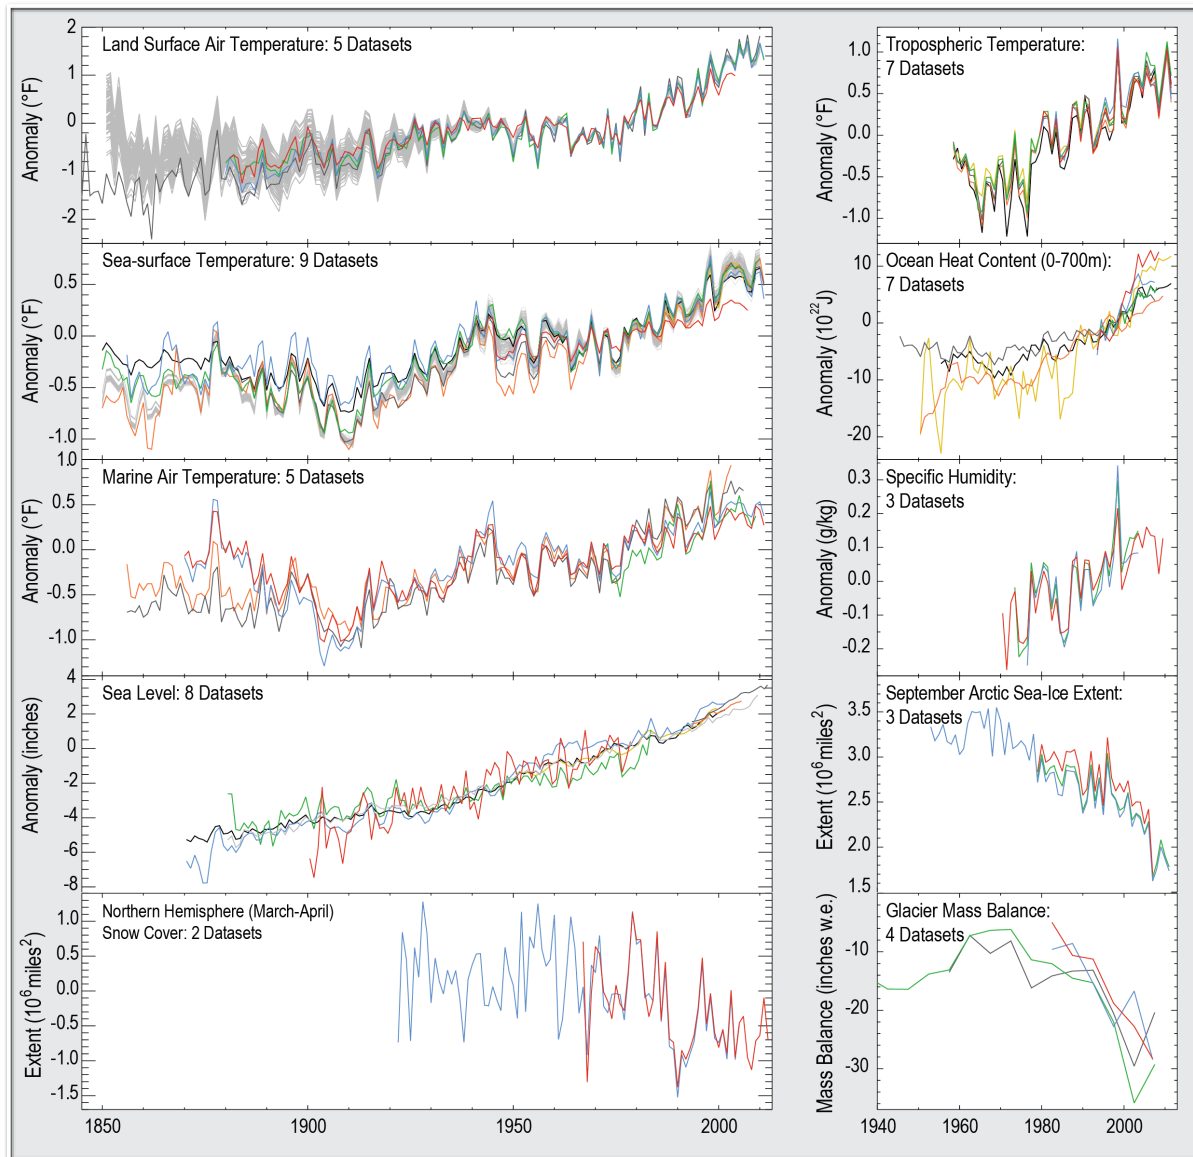 Land Surface Air Temperature: 5 Datasets
Anomaly (°F)
2
1
0
-1
-2
Sea-surface Temperature: 9 Datasets
Anomaly (°F)
0.5
0.0
-0.5
-1.0
Marine Air Temperature: 5 Datasets
Anomaly (°F)
1.0
0.5
0.0
-0.5
-1.0
Sea Level: 8 Datasets
Anomaly (inches)
4
2
0
-2
-4
-6
-8
Northern Hemisphere (March-April)
Snow Cover: 2 Datasets
Extent (10⁶miles²)
1.0
0.5
0.0
-0.5
-1.0
-1.5
1850
1900
1950
2000
Tropospheric Temperature:
7 Datasets
Anomaly (°F)
1.0
0.5
0.0
-0.5
-1.0
Ocean Heat Content (0-700m):
7 Datasets
Anomaly (10²²J)
10
0
-10
-20
Specific Humidity:
3 Datasets
Anomaly (g/kg)
0.3
0.2
0.1
0.0
-0.1
-0.2
September Arctic Sea-Ice Extent:
3 Datasets
Extent (10⁶miles²)
3.5
3.0
2.5
2.0
1.5
Glacier Mass Balance:
4 Datasets
Mass Balance (inches w.e.)
-10
-20
-30
1940
1960
1980
2000